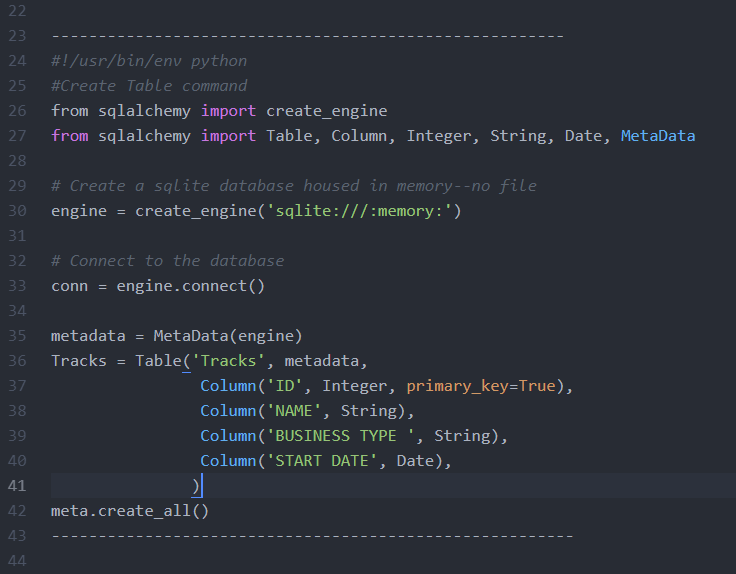 22
23 -------------------------------------------------------
24 #!/usr/bin/env python
25 #Create Table command
26 from sqlalchemy import create_engine
27 from sqlalchemy import Table, Column, Integer, String, Date, MetaData
28
29 # Create a sqlite database housed in memory--no file
30 engine = create_engine('sqlite:///:memory:')
31
32 # Connect to the database
33 conn = engine.connect()
34
35 metadata = MetaData(engine)
36 Tracks = Table('Tracks', metadata,
37                 Column('ID', Integer, primary_key=True),
38                 Column('NAME', String),
39                 Column('BUSINESS TYPE ', String),
40                 Column('START DATE', Date),
41                )
42 meta.create_all()
43 --------------------------------------------------------
44